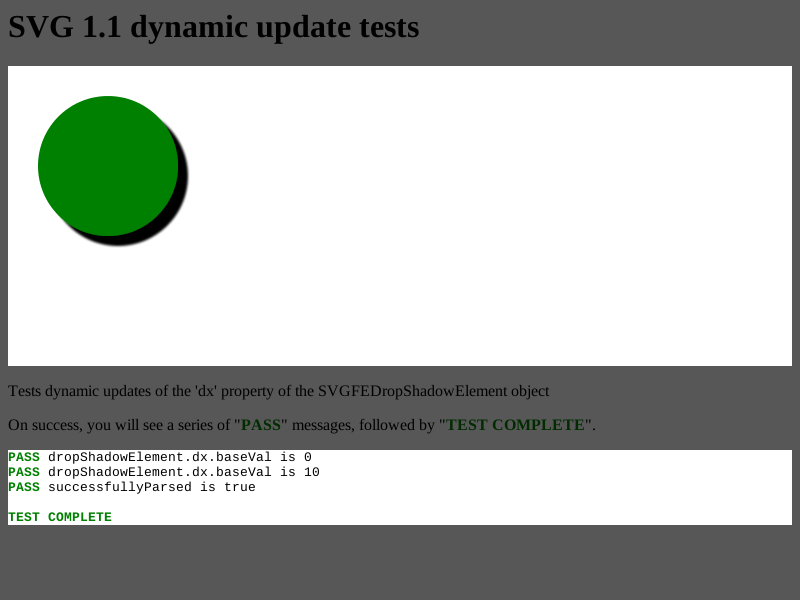 SVG 1.1 dynamic update tests
Tests dynamic updates of the 'dx' property of the SVGFEDropShadowElement object
On success, you will see a series of "PASS" messages, followed by "TEST COMPLETE".
PASS dropShadowElement.dx.baseVal is 0
PASS dropShadowElement.dx.baseVal is 10
PASS successfullyParsed is true
TEST COMPLETE